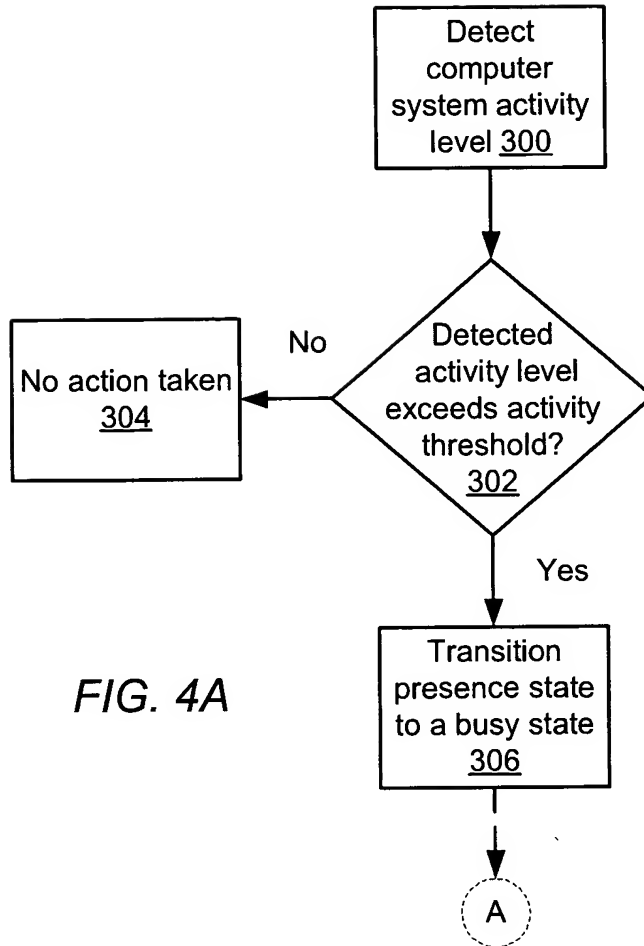 Detect
computer
system activity
level 300
No
Detected
activity level
exceeds activity
threshold?
302
No action taken
304
Yes
Transition
presence state
to a busy state
306
FIG. 4A
A